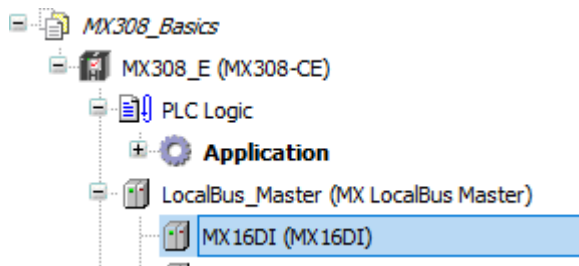 MX308_Basics
MX308_E (MX308-CE)
PLC Logic
Application
LocalBus_Master (MX LocalBus Master)
MX16DI (MX16DI)